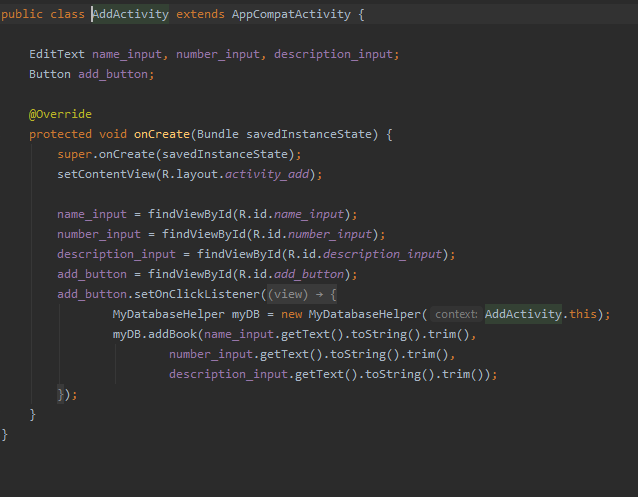 public class AddActivity extends AppCompatActivity {
EditText name_input, number_input, description_input;
Button add_button;
@Override
protected void onCreate(Bundle savedInstanceState) {
super.onCreate(savedInstanceState);
setContentView(R.layout.activity_add);
name_input = findViewById(R.id.name_input);
number_input = findViewById(R.id.number_input);
description_input = findViewById(R.id.description_input);
add_button = findViewById(R.id.add_button);
add_button.setOnClickListener((view) → {
MyDatabaseHelper myDB = new MyDatabaseHelper( context: AddActivity.this);
myDB.addBook(name_input.getText().toString().trim(),
number_input.getText().toString().trim(),
description_input.getText().toString().trim());
});
}
}